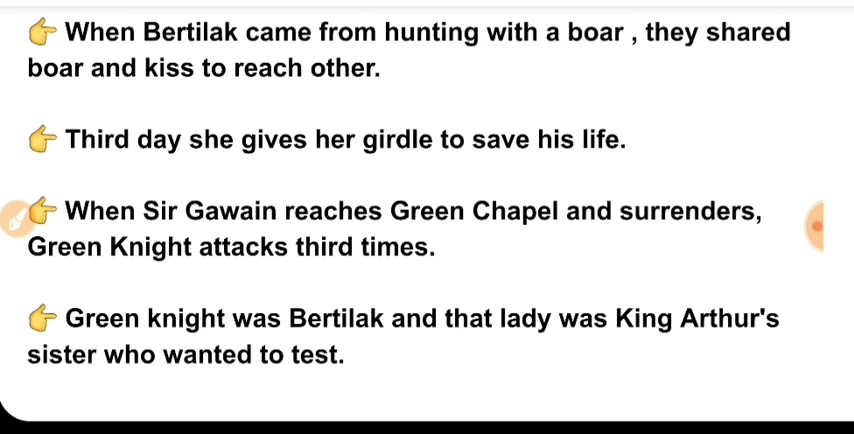 👉 When Bertilak came from hunting with a boar , they shared
boar and kiss to reach other.
👉 Third day she gives her girdle to save his life.
👉 When Sir Gawain reaches Green Chapel and surrenders,
Green Knight attacks third times.
👉 Green knight was Bertilak and that lady was King Arthur's
sister who wanted to test.